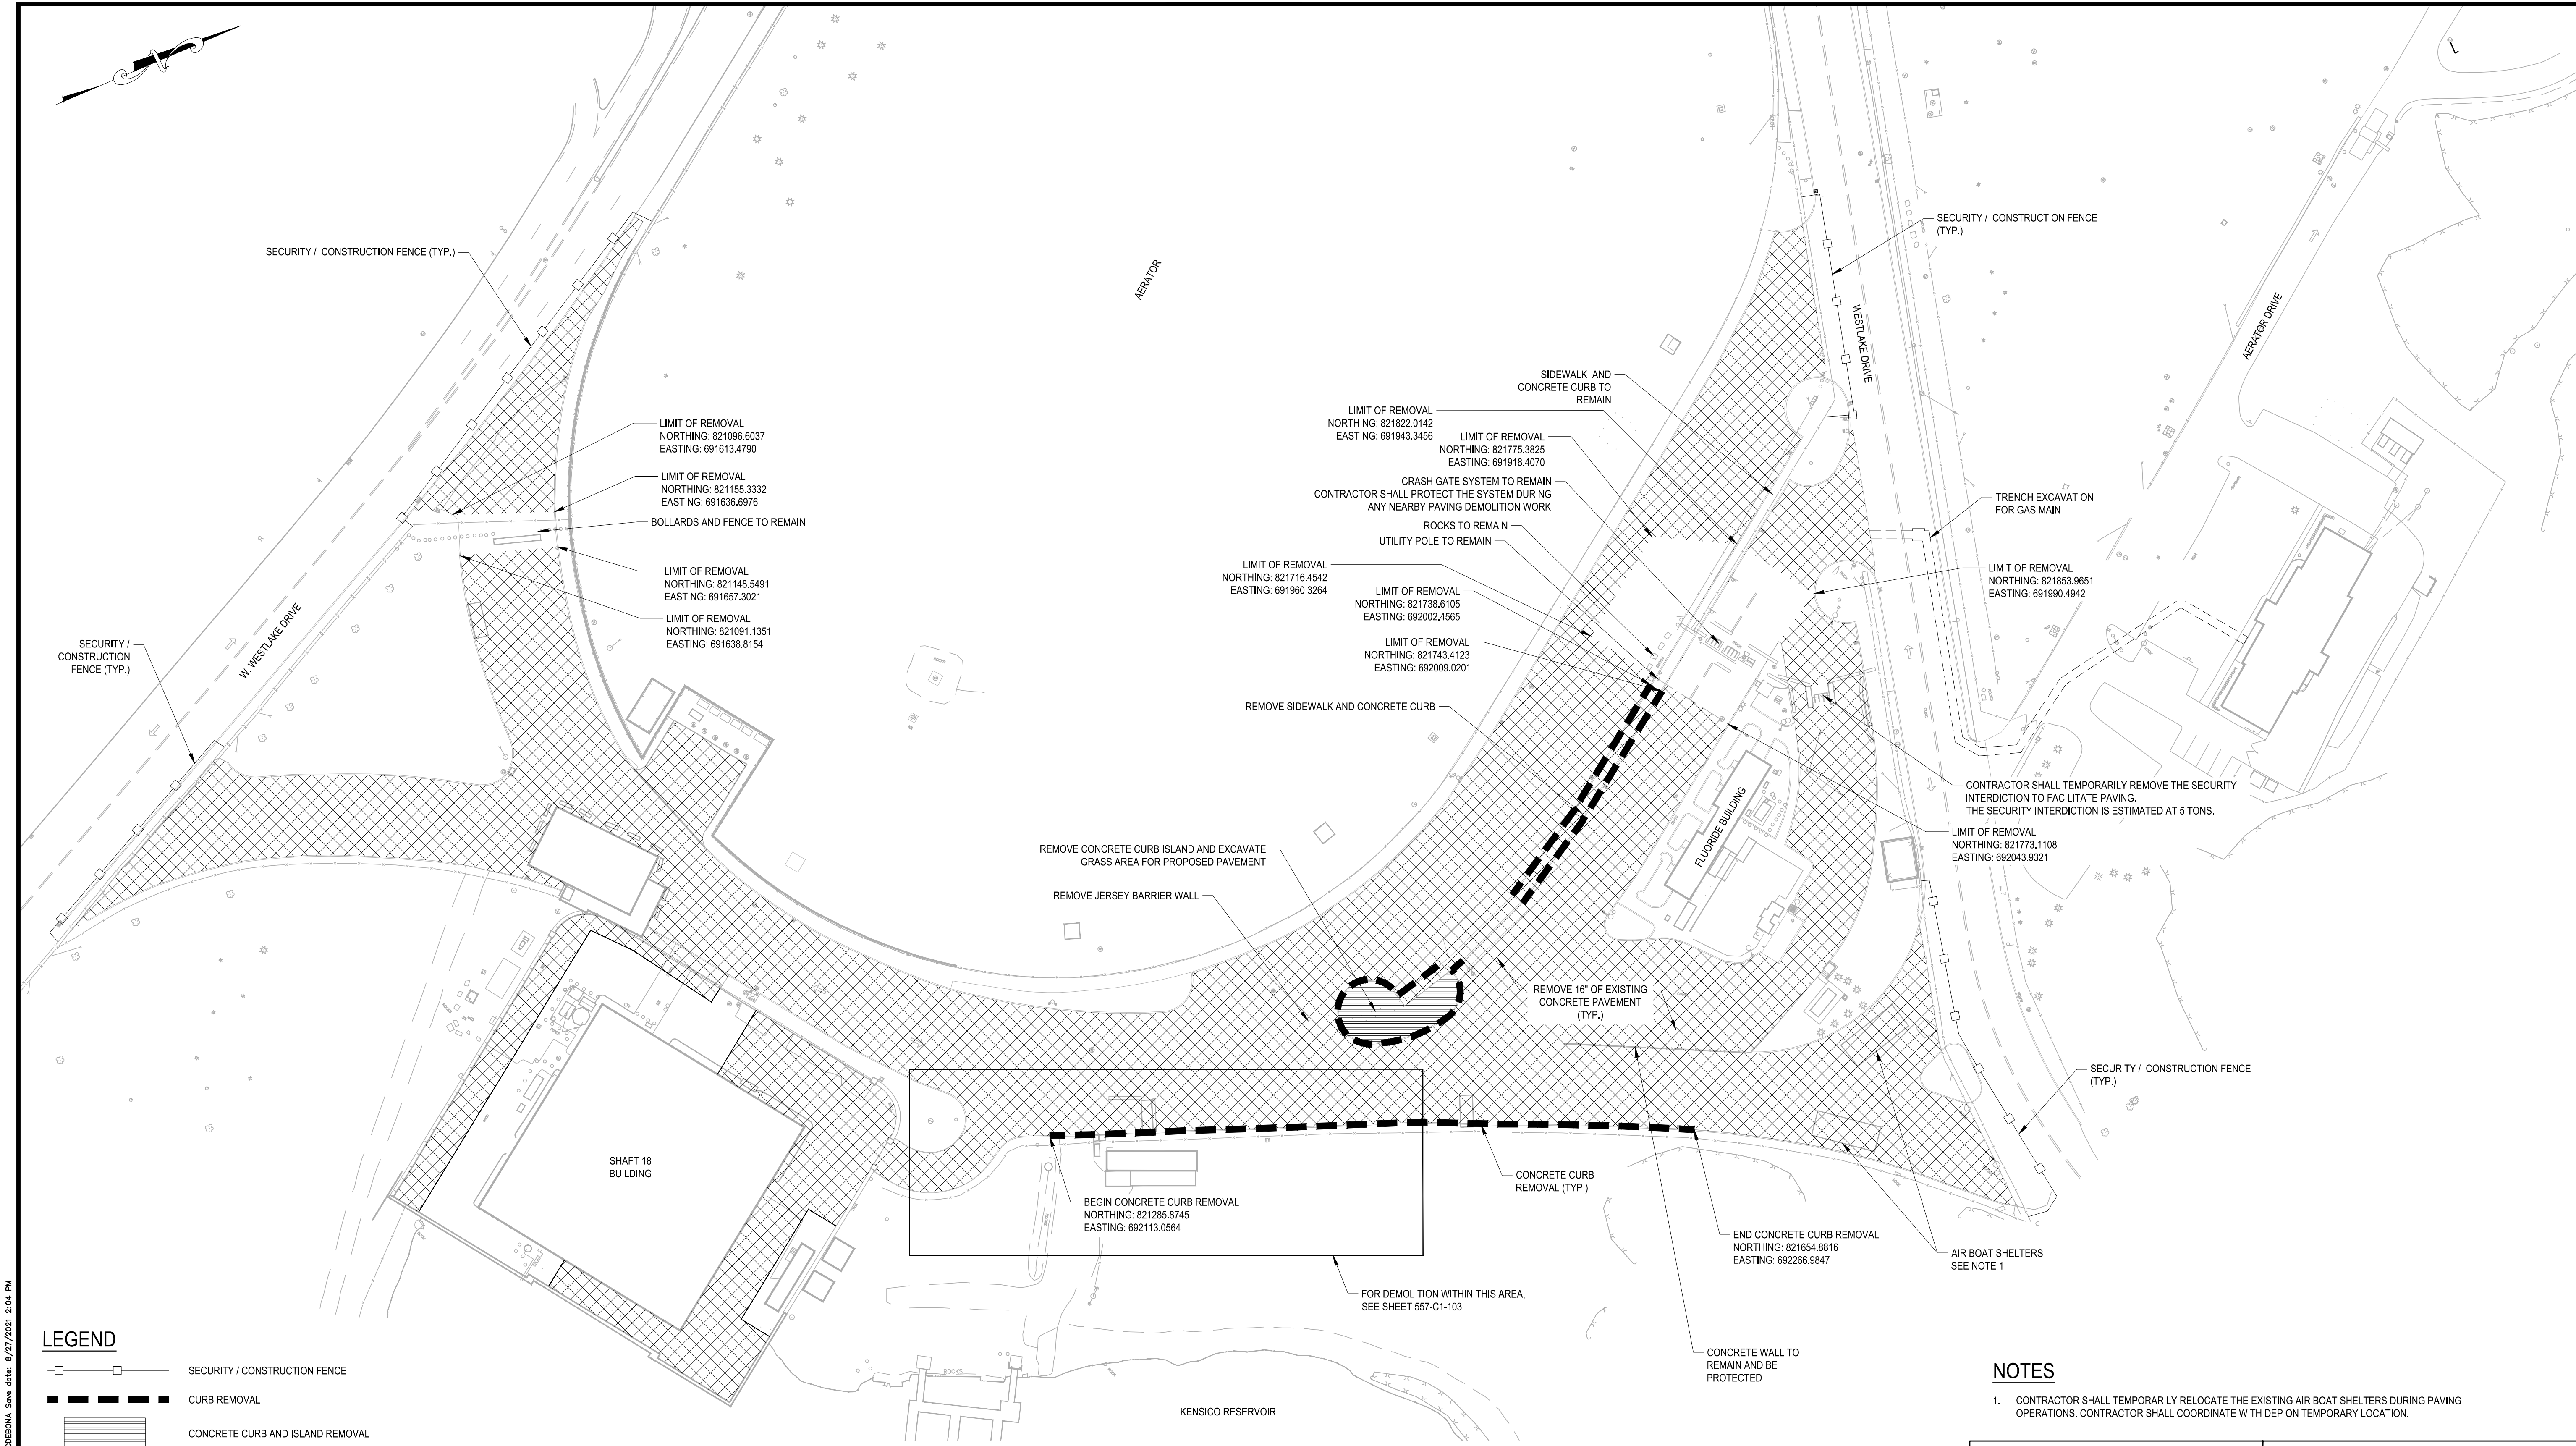 SECURITY / CONSTRUCTION FENCE (TYP.)
AERATOR
SECURITY / CONSTRUCTION FENCE
(TYP.)
WESTLAKE DRIVE
AERATOR DRIVE
LIMIT OF REMOVAL
NORTHING: 821096.6037
EASTING: 691613.4790
LIMIT OF REMOVAL
NORTHING: 821155.3332
EASTING: 691636.6976
BOLLARDS AND FENCE TO REMAIN
LIMIT OF REMOVAL
NORTHING: 821148.5491
EASTING: 691657.3021
LIMIT OF REMOVAL
NORTHING: 821091.1351
EASTING: 691638.8154
SECURITY /
CONSTRUCTION
FENCE (TYP.)
W. WESTLAKE DRIVE
SIDEWALK AND
CONCRETE CURB TO
REMAIN
LIMIT OF REMOVAL
NORTHING: 821822.0142
EASTING: 691943.3456
LIMIT OF REMOVAL
NORTHING: 821775.3825
EASTING: 691918.4070
CRASH GATE SYSTEM TO REMAIN
CONTRACTOR SHALL PROTECT THE SYSTEM DURING
ANY NEARBY PAVING DEMOLITION WORK
ROCKS TO REMAIN
UTILITY POLE TO REMAIN
LIMIT OF REMOVAL
NORTHING: 821716.4542
EASTING: 691960.3264
LIMIT OF REMOVAL
NORTHING: 821738.6105
EASTING: 692002.4565
LIMIT OF REMOVAL
NORTHING: 821743.4123
EASTING: 692009.0201
REMOVE SIDEWALK AND CONCRETE CURB
TRENCH EXCAVATION
FOR GAS MAIN
LIMIT OF REMOVAL
NORTHING: 821853.9651
EASTING: 691990.4942
CONTRACTOR SHALL TEMPORARILY REMOVE THE SECURITY
INTERDICTION TO FACILITATE PAVING.
THE SECURITY INTERDICTION IS ESTIMATED AT 5 TONS.
LIMIT OF REMOVAL
NORTHING: 821773.1108
EASTING: 692043.9321
FLUORIDE BUILDING
REMOVE CONCRETE CURB ISLAND AND EXCAVATE
GRASS AREA FOR PROPOSED PAVEMENT
REMOVE JERSEY BARRIER WALL
REMOVE 16" OF EXISTING
CONCRETE PAVEMENT
(TYP.)
SECURITY / CONSTRUCTION FENCE
(TYP.)
SHAFT 18
BUILDING
BEGIN CONCRETE CURB REMOVAL
NORTHING: 821285.8745
EASTING: 692113.0564
CONCRETE CURB
REMOVAL (TYP.)
END CONCRETE CURB REMOVAL
NORTHING: 821654.8816
EASTING: 692266.9847
AIR BOAT SHELTERS
SEE NOTE 1
FOR DEMOLITION WITHIN THIS AREA,
SEE SHEET 557-C1-103
CONCRETE WALL TO
REMAIN AND BE
PROTECTED
ROCKS
KENSICO RESERVOIR
LEGEND
SECURITY / CONSTRUCTION FENCE
CURB REMOVAL
CONCRETE CURB AND ISLAND REMOVAL
NOTES
1. CONTRACTOR SHALL TEMPORARILY RELOCATE THE EXISTING AIR BOAT SHELTERS DURING PAVING
OPERATIONS. CONTRACTOR SHALL COORDINATE WITH DEP ON TEMPORARY LOCATION.
CDEBONA Save date: 8/27/2021 2:04 PM